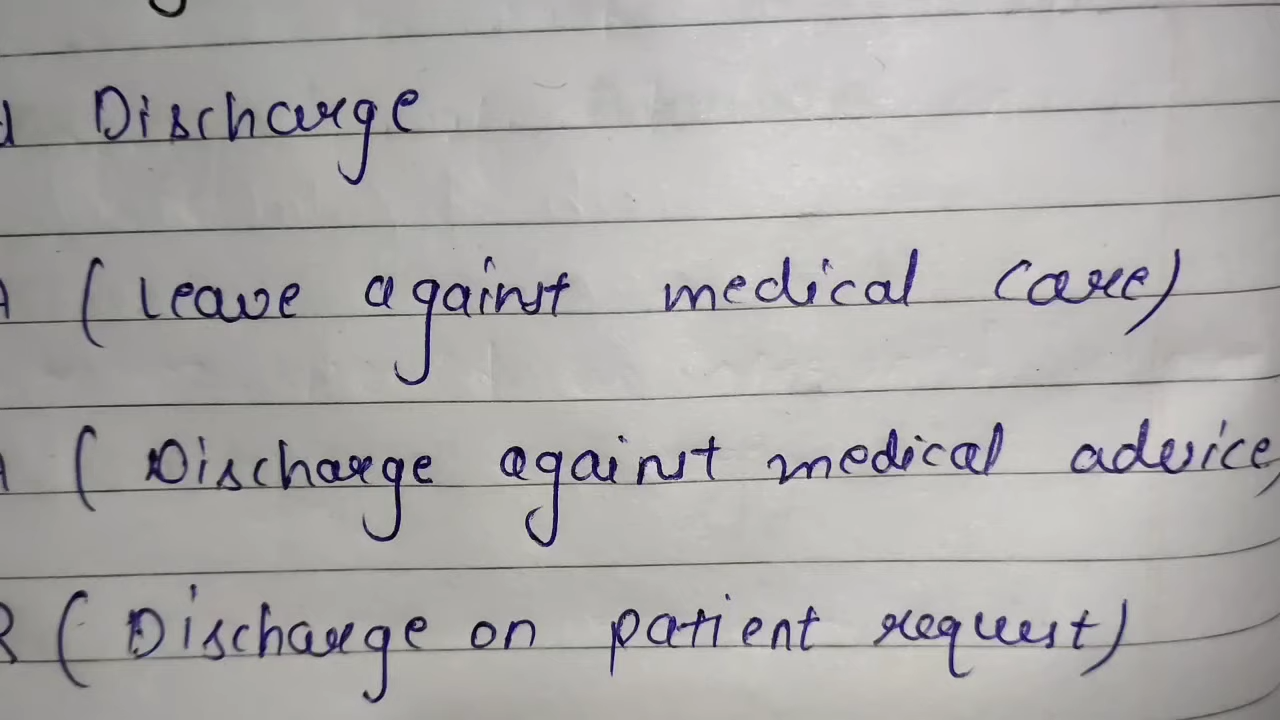 Discharge
(Leave against medical care)
(Discharge against medical advice)
(Discharge on patient request)